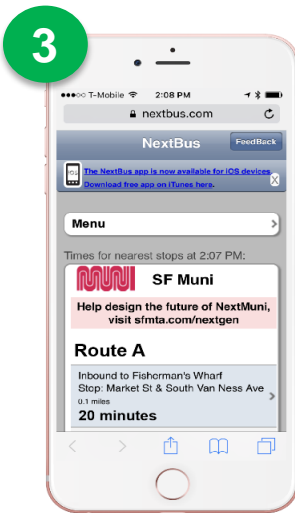 3
T-Mobile 2:08 PM
nextbus.com
NextBus FeedBack
The NextBus app is now available for iOS devices.
Download free app on iTunes here. X
Menu
Times for nearest stops at 2:07 PM:
muni SF Muni
Help design the future of NextMuni,
visit sfmta.com/nextgen
Route A
Inbound to Fisherman's Wharf
Stop: Market St & South Van Ness Ave
0.1 miles
20 minutes